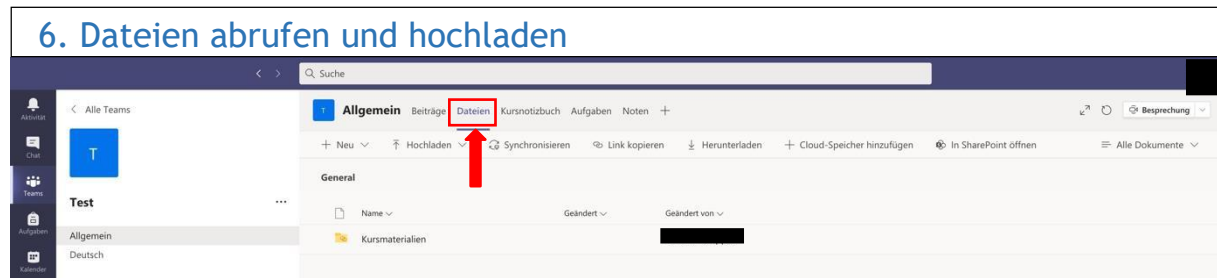 6. Dateien abrufen und hochladen
Suche
Aktivität
Chat
Teams
Aufgaben
Kalender
Alle Teams
T
Test
Allgemein
Deutsch
T Allgemein Beiträge Dateien Kursnotizbuch Aufgaben Noten
Besprechung
Neu Hochladen Synchronisieren Link kopieren Herunterladen Cloud-Speicher hinzufügen In SharePoint öffnen Alle Dokumente
General
Name Geändert Geändert von
Kursmaterialien